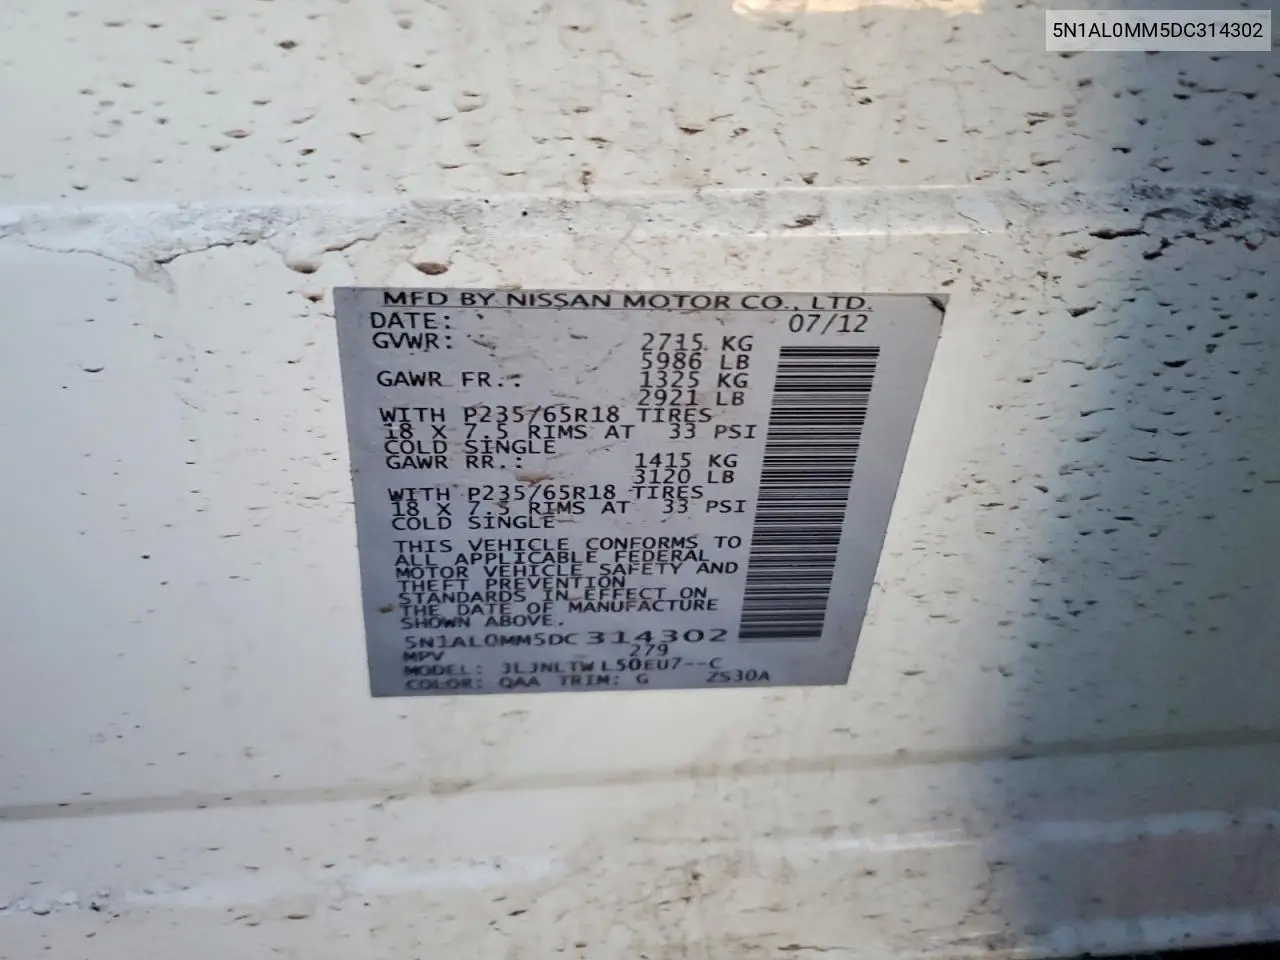 5N1AL0MM5DC314302
MFD BY NISSAN MOTOR CO., LTD.
DATE: 07/12
GVWR: 2715 KG
5986 LB
GAWR FR.: 1325 KG
2921 LB
WITH P235/65R18 TIRES
18 X 7.5 RIMS AT 33 PSI
COLD SINGLE
GAWR RR.: 1415 KG
3120 LB
WITH P235/65R18 TIRES
18 X 7.5 RIMS AT 33 PSI
COLD SINGLE
THIS VEHICLE CONFORMS TO
ALL APPLICABLE FEDERAL
MOTOR VEHICLE SAFETY AND
THEFT PREVENTION
STANDARDS IN EFFECT ON
THE DATE OF MANUFACTURE
SHOWN ABOVE.
5N1AL0MM5DC314302
MPV 279
MODEL: JLJNLTWL50EU7--C
COLOR: QAA TRIM: G ZS30A